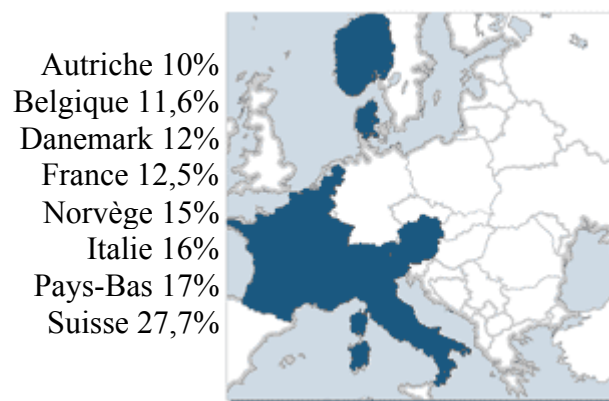 Autriche 10%
Belgique 11,6%
Danemark 12%
France 12,5%
Norvège 15%
Italie 16%
Pays-Bas 17%
Suisse 27,7%